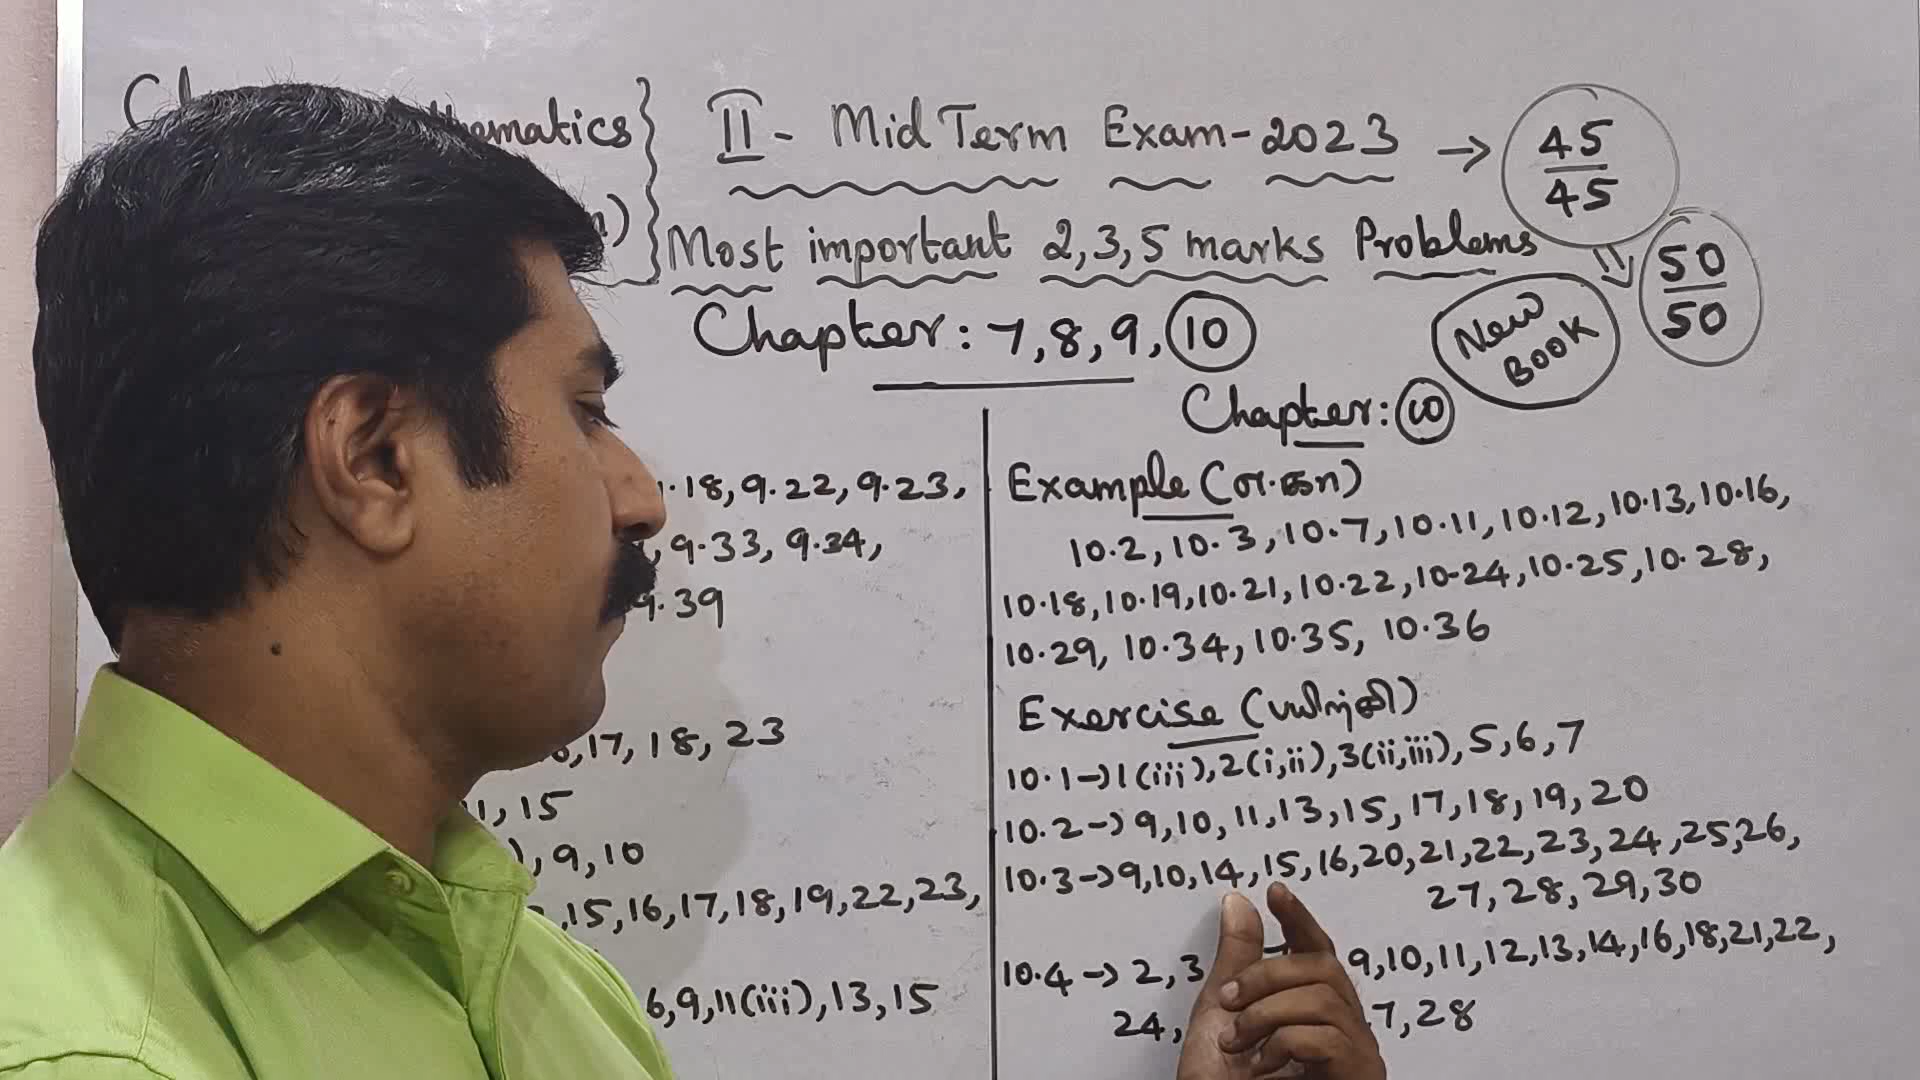 II - Mid Term Exam-2023 → 45/45
Most important 2,3,5 marks Problems
50/50
Chapter: 7,8,9,10
New
BOOK
18, 9.22, 9.23,
9.33, 9.34,
9.39
17, 18, 23
11, 15
9, 10
15, 16, 17, 18, 19, 22, 23,
6, 9, 11(iii), 13, 15
Chapter: 10
Example (எ.கா)
10.2, 10.3, 10.7, 10.11, 10.12, 10.13, 10.16,
10.18, 10.19, 10.21, 10.22, 10.24, 10.25, 10.28,
10.29, 10.34, 10.35, 10.36
Exercise (பயிற்சி)
10.1→1(iii), 2(i,ii), 3(ii,iii), 5, 6, 7
10.2→9, 10, 11, 13, 15, 17, 18, 19, 20
10.3→9, 10, 14, 15, 16, 20, 21, 22, 23, 24, 25, 26,
27, 28, 29, 30
10.4→2, 3 9, 10, 11, 12, 13, 14, 16, 18, 21, 22,
24, 28